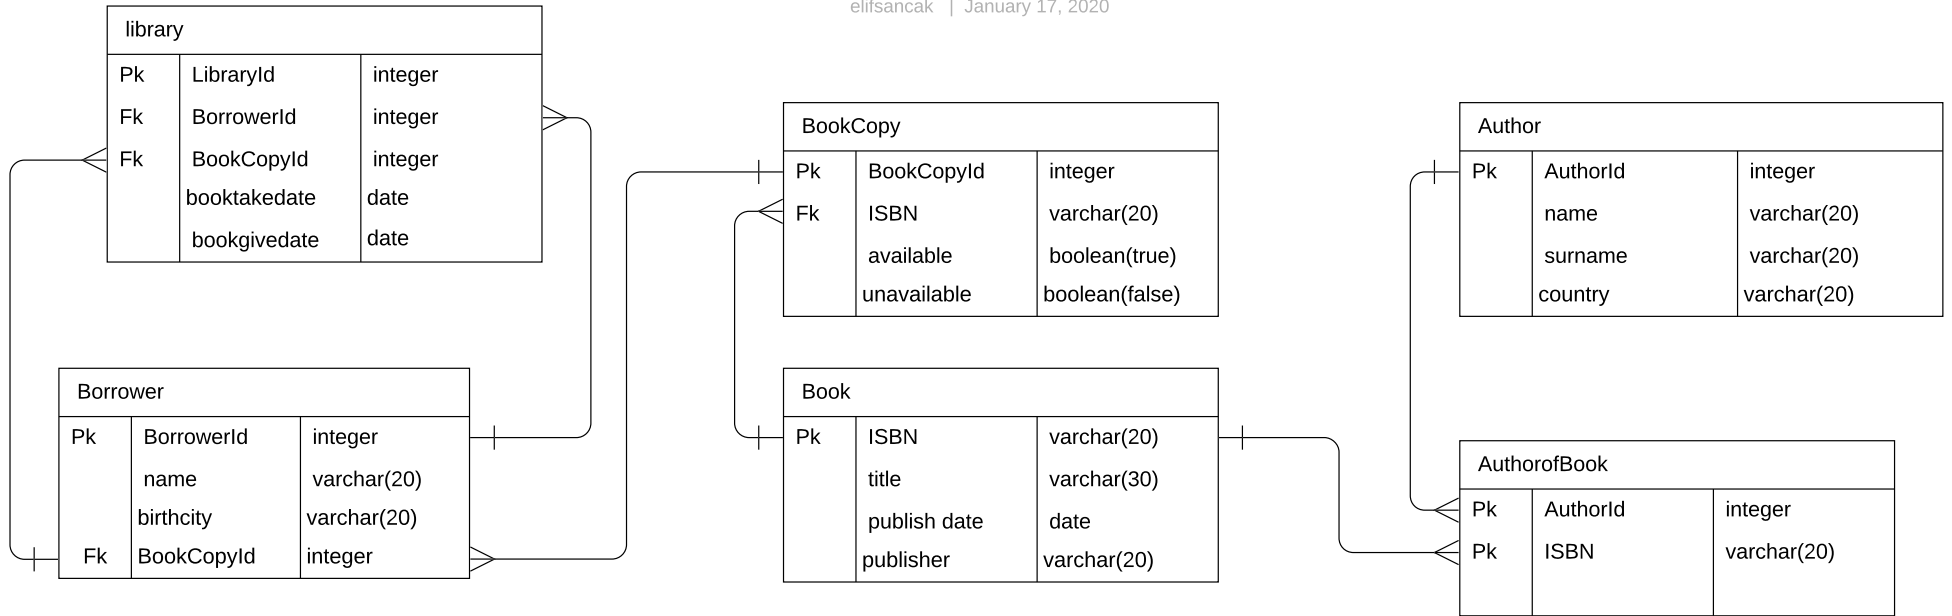 elifsancak | January 17, 2020
library
Pk LibraryId integer
Fk BorrowerId integer
Fk BookCopyId integer
booktakedate date
bookgivedate date
Borrower
Pk BorrowerId integer
name varchar(20)
birthcity varchar(20)
Fk BookCopyId integer
BookCopy
Pk BookCopyId integer
Fk ISBN varchar(20)
available boolean(true)
unavailable boolean(false)
Book
Pk ISBN varchar(20)
title varchar(30)
publish date date
publisher varchar(20)
Author
Pk AuthorId integer
name varchar(20)
surname varchar(20)
country varchar(20)
AuthorofBook
Pk AuthorId integer
Pk ISBN varchar(20)